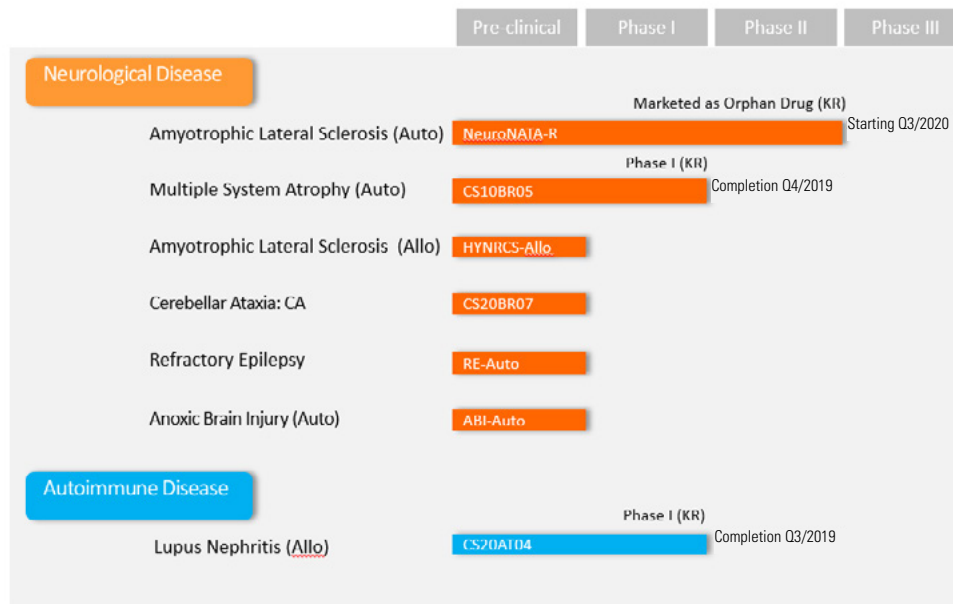 Pre-clinical Phase I Phase II Phase III
Neurological Disease
Marketed as Orphan Drug (KR)
Amyotrophic Lateral Sclerosis (Auto) NeuroNATA-R Starting Q3/2020
Phase I (KR)
Multiple System Atrophy (Auto) CS10BR05 Completion Q4/2019
Amyotrophic Lateral Sclerosis (Allo) HYNRCS-Allo
Cerebellar Ataxia: CA CS20BR07
Refractory Epilepsy RE-Auto
Anoxic Brain Injury (Auto) ABI-Auto
Autoimmune Disease
Phase I (KR)
Lupus Nephritis (Allo) CS20AT04 Completion Q3/2019